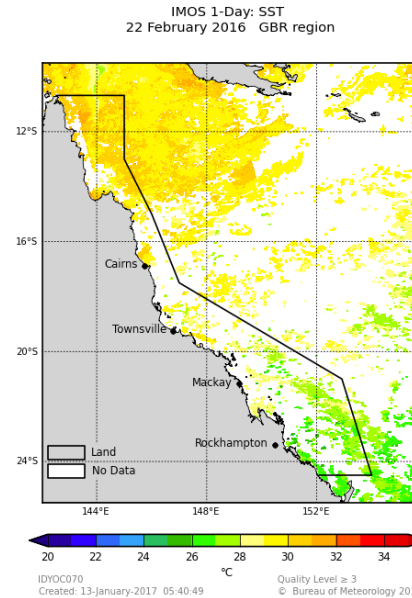 IMOS 1-Day: SST
22 February 2016   GBR region
12°S
16°S
Cairns
Townsville
20°S
Mackay
Rockhampton
Land
24°S
No Data
144°E 148°E 152°E
20 22 24 26 28 30 32 34
°C
IDYOC070 Quality Level ≥ 3
Created: 13-January-2017 05:40:49 © Bureau of Meteorology